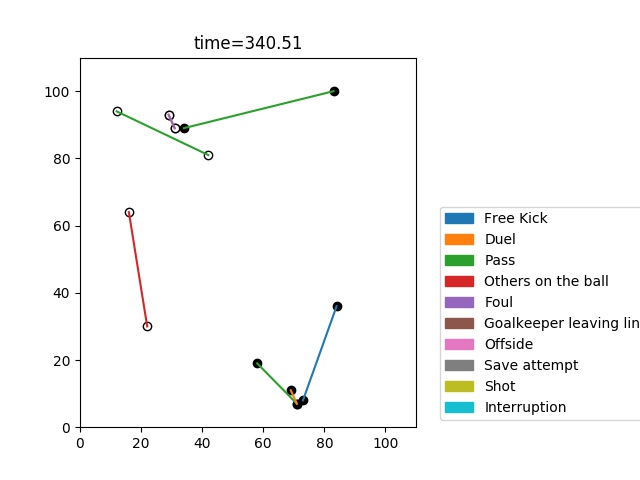 time=340.51
100
80
60
40
20
0
0 20 40 60 80 100
Free Kick
Duel
Pass
Others on the ball
Foul
Goalkeeper leaving lin
Offside
Save attempt
Shot
Interruption